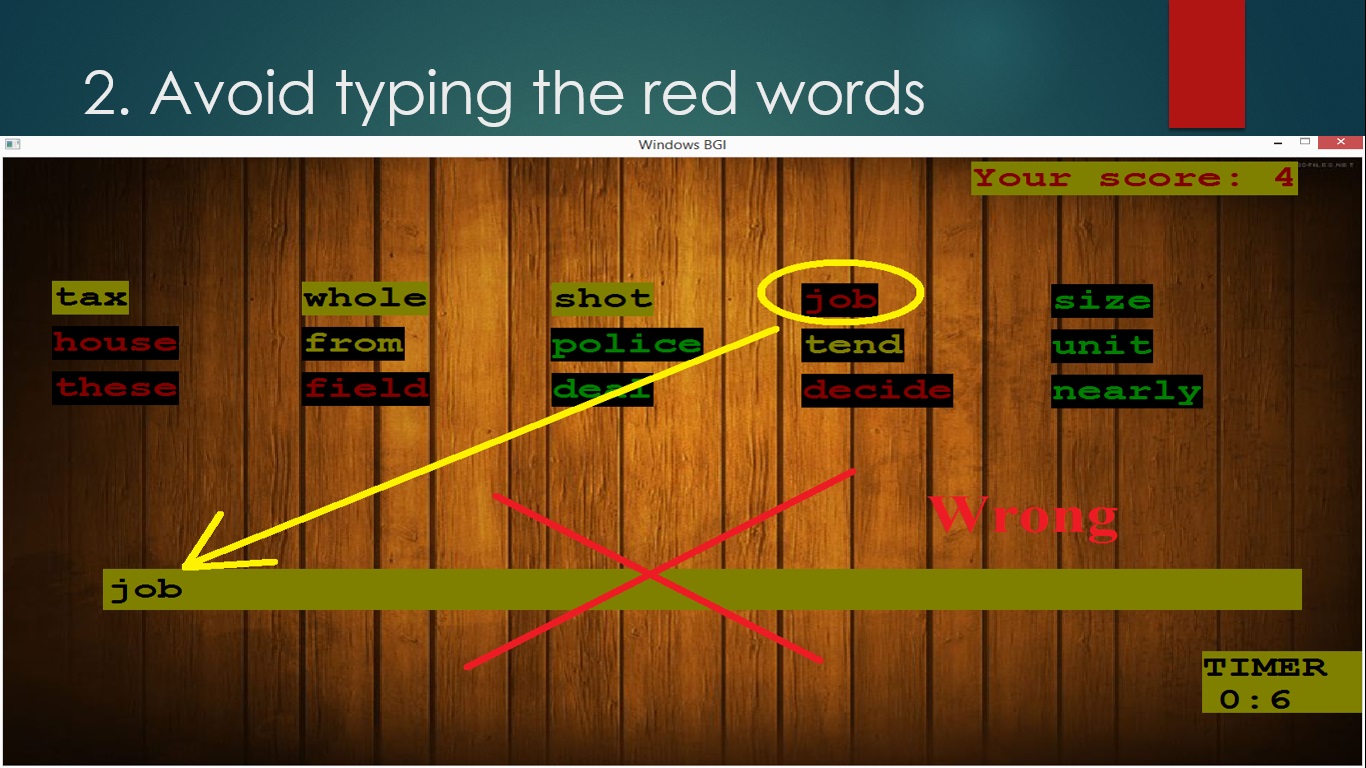 2. Avoid typing the red words
Windows BGI
Your score: 4
tax whole shot job size
house from police tend unit
these field deal decide nearly
Wrong
job
TIMER
0:6